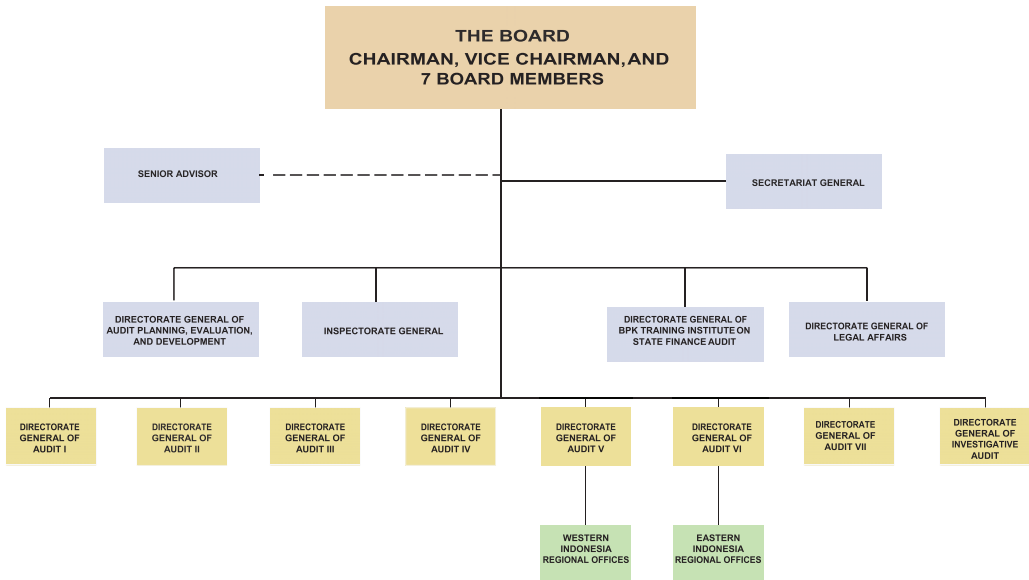 THE BOARD
CHAIRMAN, VICE CHAIRMAN, AND
7 BOARD MEMBERS
SENIOR ADVISOR
SECRETARIAT GENERAL
DIRECTORATE GENERAL OF
AUDIT PLANNING, EVALUATION,
AND DEVELOPMENT
INSPECTORATE GENERAL
DIRECTORATE GENERAL OF
BPK TRAINING INSTITUTE ON
STATE FINANCE AUDIT
DIRECTORATE GENERAL OF
LEGAL AFFAIRS
DIRECTORATE
GENERAL OF
AUDIT I
DIRECTORATE
GENERAL OF
AUDIT II
DIRECTORATE
GENERAL OF
AUDIT III
DIRECTORATE
GENERAL OF
AUDIT IV
DIRECTORATE
GENERAL OF
AUDIT V
DIRECTORATE
GENERAL OF
AUDIT VI
DIRECTORATE
GENERAL OF
AUDIT VII
DIRECTORATE
GENERAL OF
INVESTIGATIVE
AUDIT
WESTERN
INDONESIA
REGIONAL OFFICES
EASTERN
INDONESIA
REGIONAL OFFICES